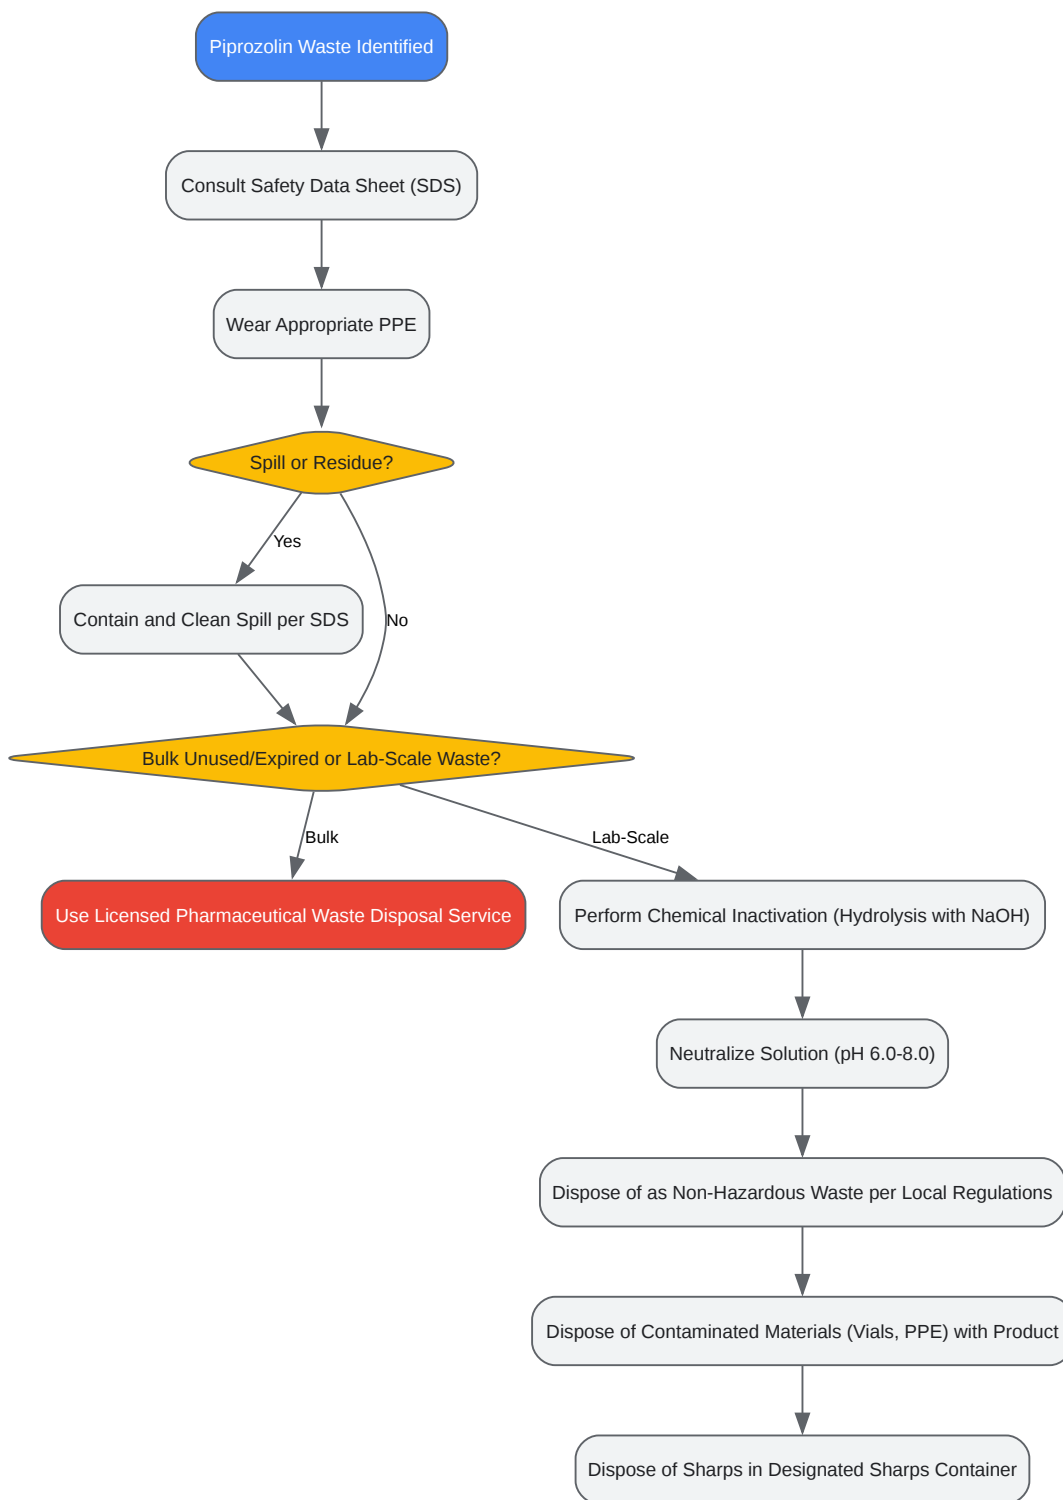 Piprozolin Waste Identified
Consult Safety Data Sheet (SDS)
Wear Appropriate PPE
Spill or Residue?
Yes
Contain and Clean Spill per SDS
No
Bulk Unused/Expired or Lab-Scale Waste?
Bulk
Lab-Scale
Use Licensed Pharmaceutical Waste Disposal Service
Perform Chemical Inactivation (Hydrolysis with NaOH)
Neutralize Solution (pH 6.0-8.0)
Dispose of as Non-Hazardous Waste per Local Regulations
Dispose of Contaminated Materials (Vials, PPE) with Product
Dispose of Sharps in Designated Sharps Container